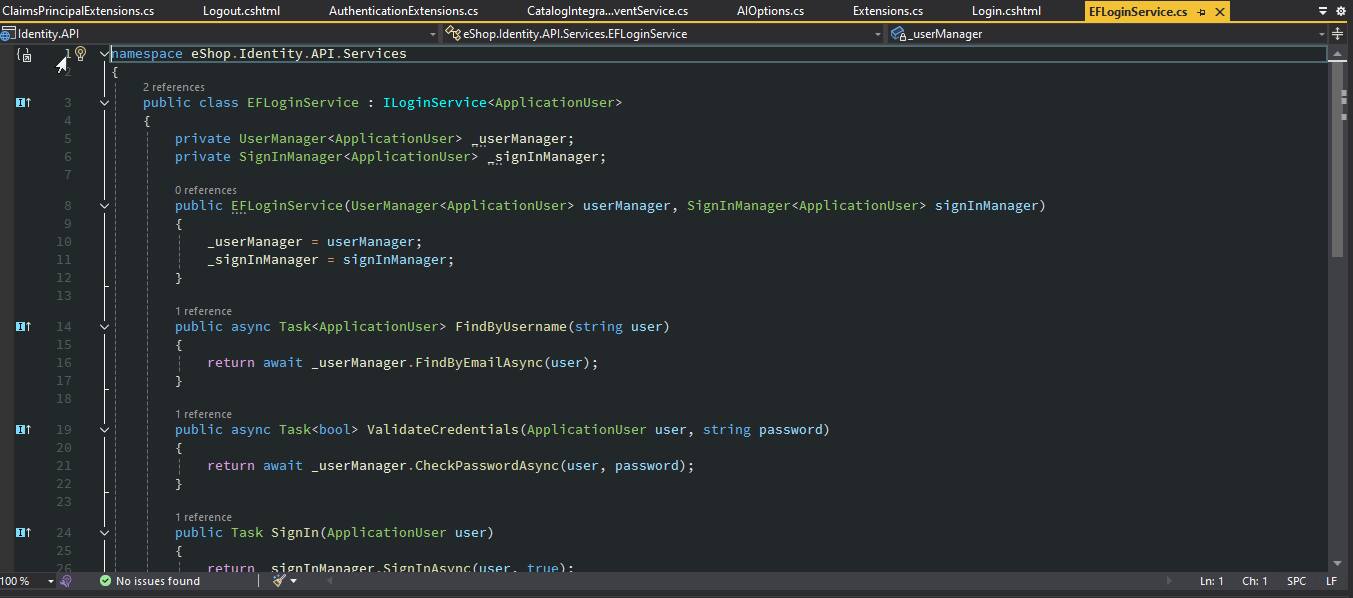 ClaimsPrincipalExtensions.cs Logout.cshtml AuthenticationExtensions.cs CatalogIntegra...ventService.cs AIOptions.cs Extensions.cs Login.cshtml EFLoginService.cs
Identity.API eShop.Identity.API.Services.EFLoginService _userManager
1 namespace eShop.Identity.API.Services
2 {
2 references
3 public class EFLoginService : ILoginService<ApplicationUser>
4 {
5 private UserManager<ApplicationUser> _userManager;
6 private SignInManager<ApplicationUser> _signInManager;
7
0 references
8 public EFLoginService(UserManager<ApplicationUser> userManager, SignInManager<ApplicationUser> signInManager)
9 {
10 _userManager = userManager;
11 _signInManager = signInManager;
12 }
13
1 reference
14 public async Task<ApplicationUser> FindByUsername(string user)
15 {
16 return await _userManager.FindByEmailAsync(user);
17 }
18
1 reference
19 public async Task<bool> ValidateCredentials(ApplicationUser user, string password)
20 {
21 return await _userManager.CheckPasswordAsync(user, password);
22 }
23
1 reference
24 public Task SignIn(ApplicationUser user)
25 {
26 return _signInManager.SignInAsync(user, true);
100 % No issues found Ln: 1 Ch: 1 SPC LF